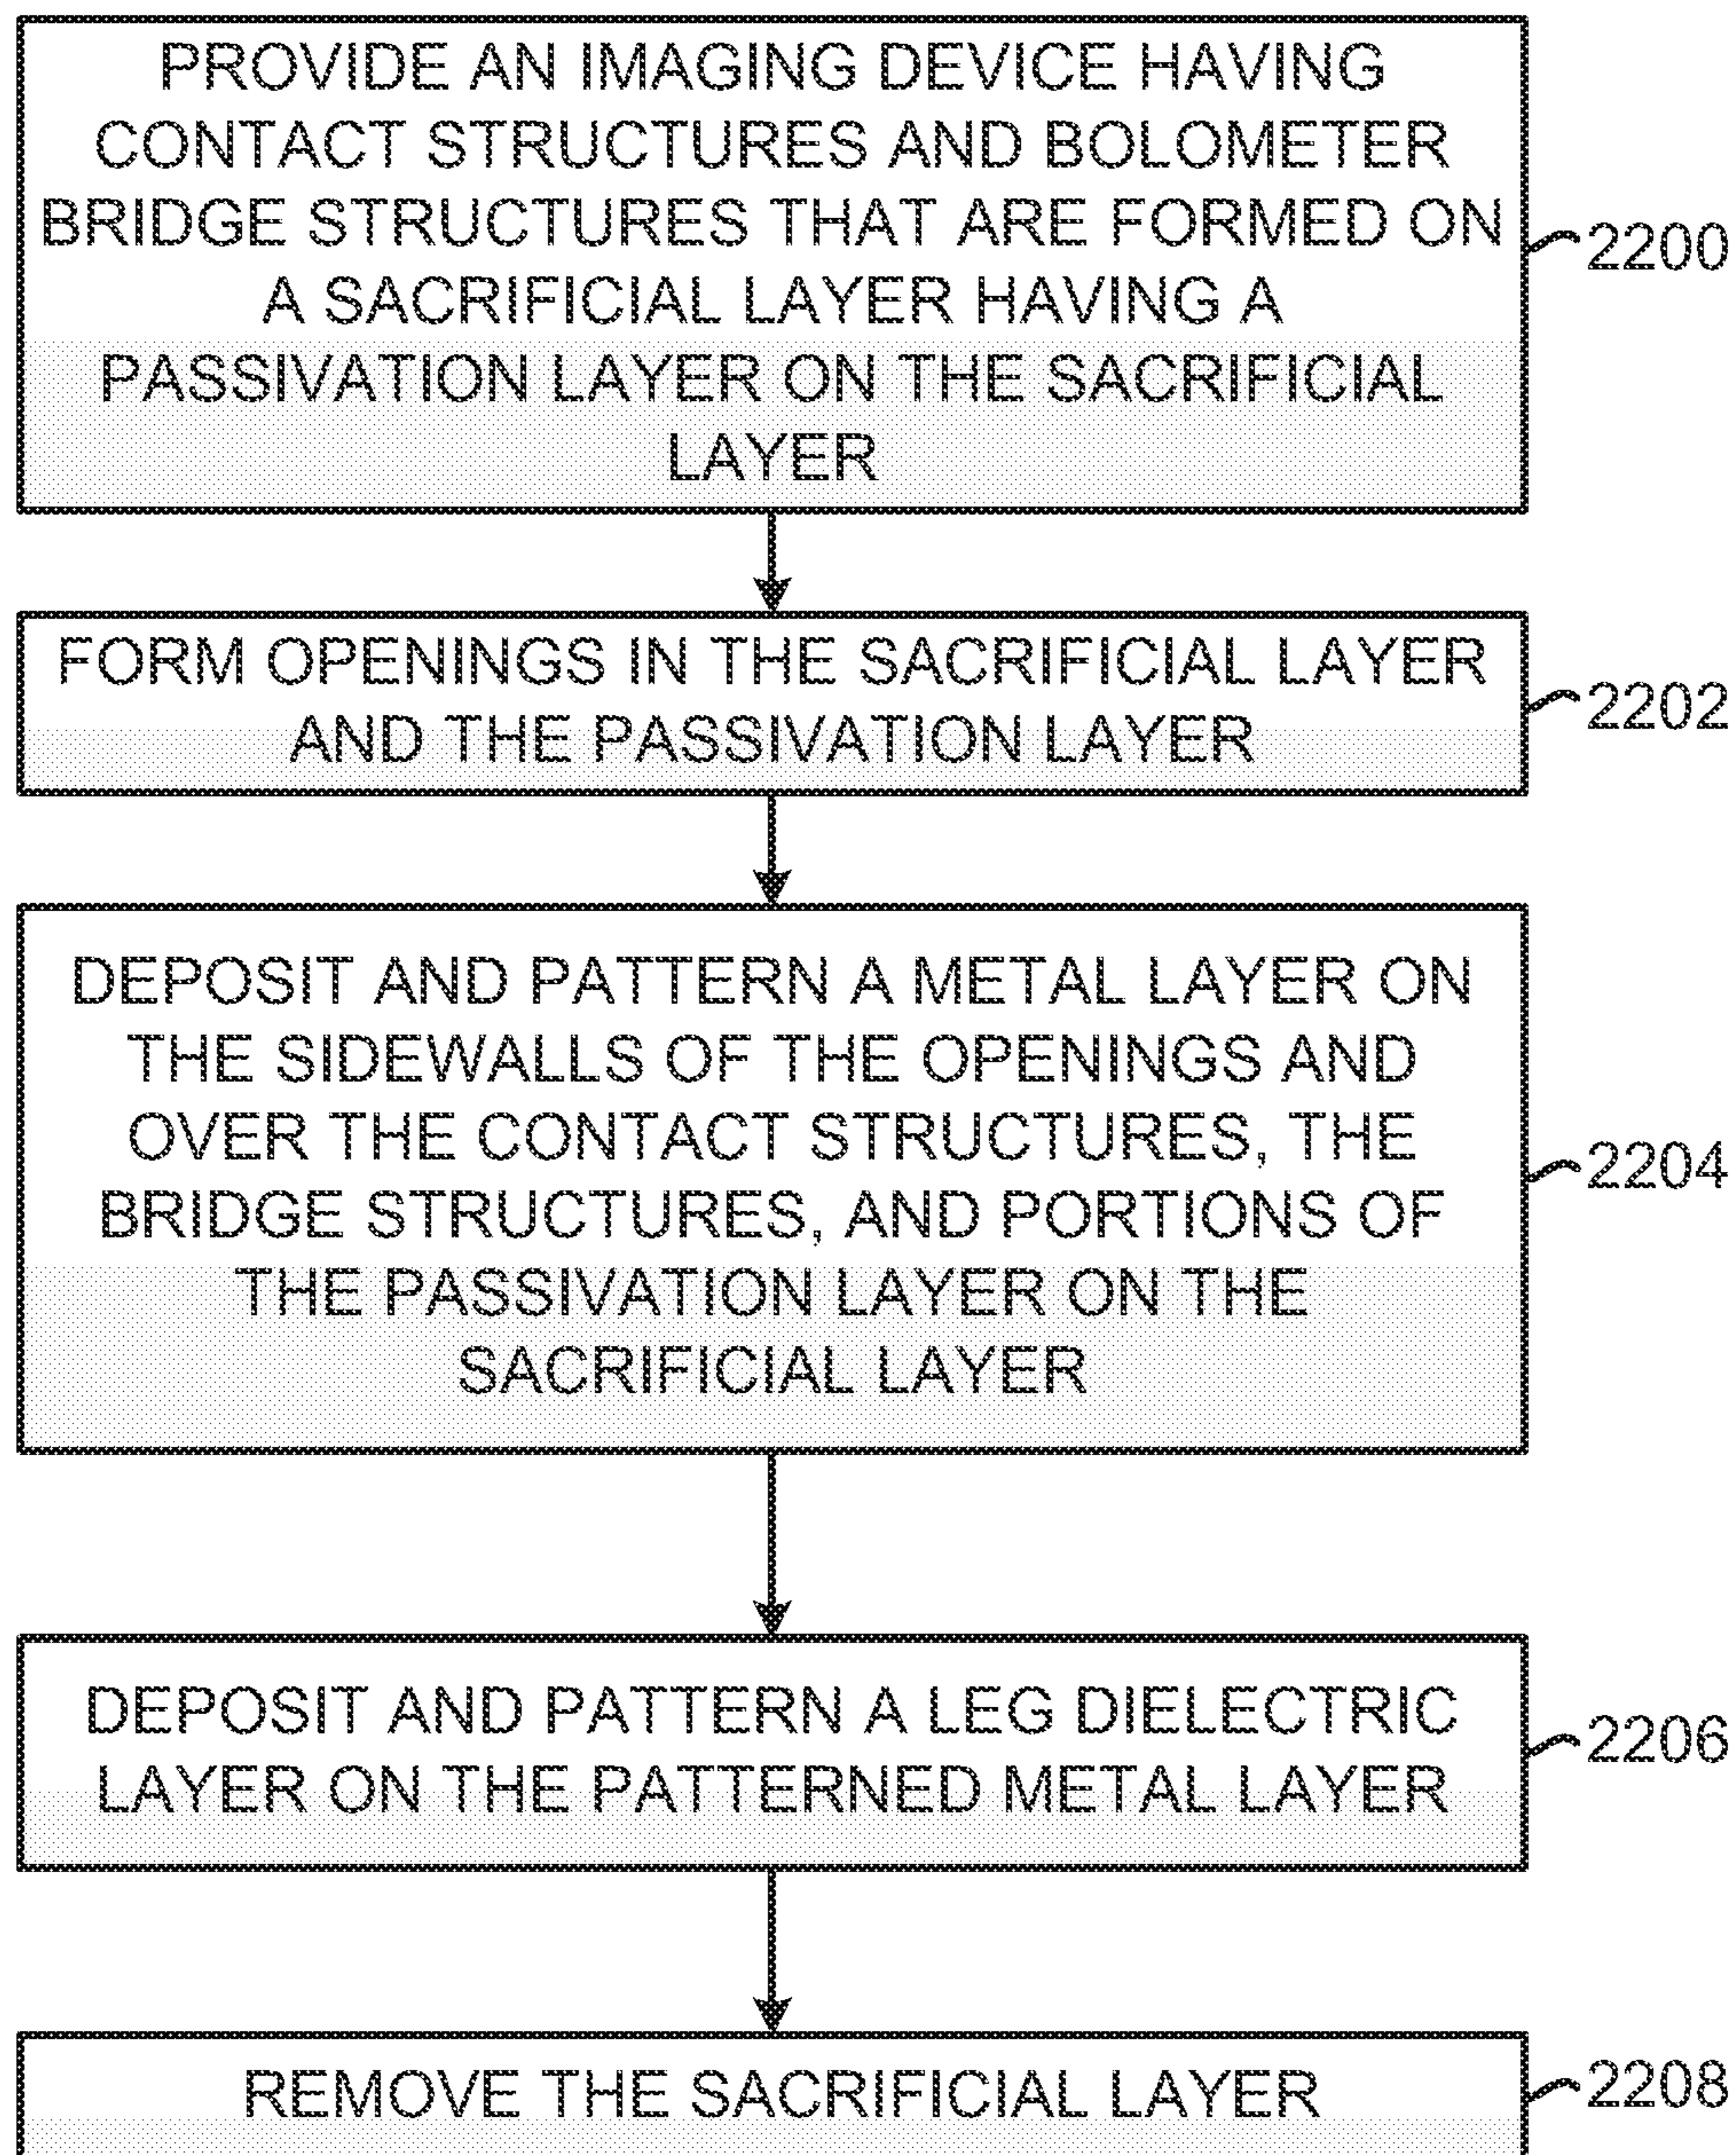 PROVIDE AN IMAGING DEVICE HAVING
CONTACT STRUCTURES AND BOLOMETER
BRIDGE STRUCTURES THAT ARE FORMED ON
A SACRIFICIAL LAYER HAVING A
PASSIVATION LAYER ON THE SACRIFICIAL
LAYER
2200
FORM OPENINGS IN THE SACRIFICIAL LAYER
AND THE PASSIVATION LAYER
2202
DEPOSIT AND PATTERN A METAL LAYER ON
THE SIDEWALLS OF THE OPENINGS AND
OVER THE CONTACT STRUCTURES, THE
BRIDGE STRUCTURES, AND PORTIONS OF
THE PASSIVATION LAYER ON THE
SACRIFICIAL LAYER
2204
DEPOSIT AND PATTERN A LEG DIELECTRIC
LAYER ON THE PATTERNED METAL LAYER
2206
REMOVE THE SACRIFICIAL LAYER
2208